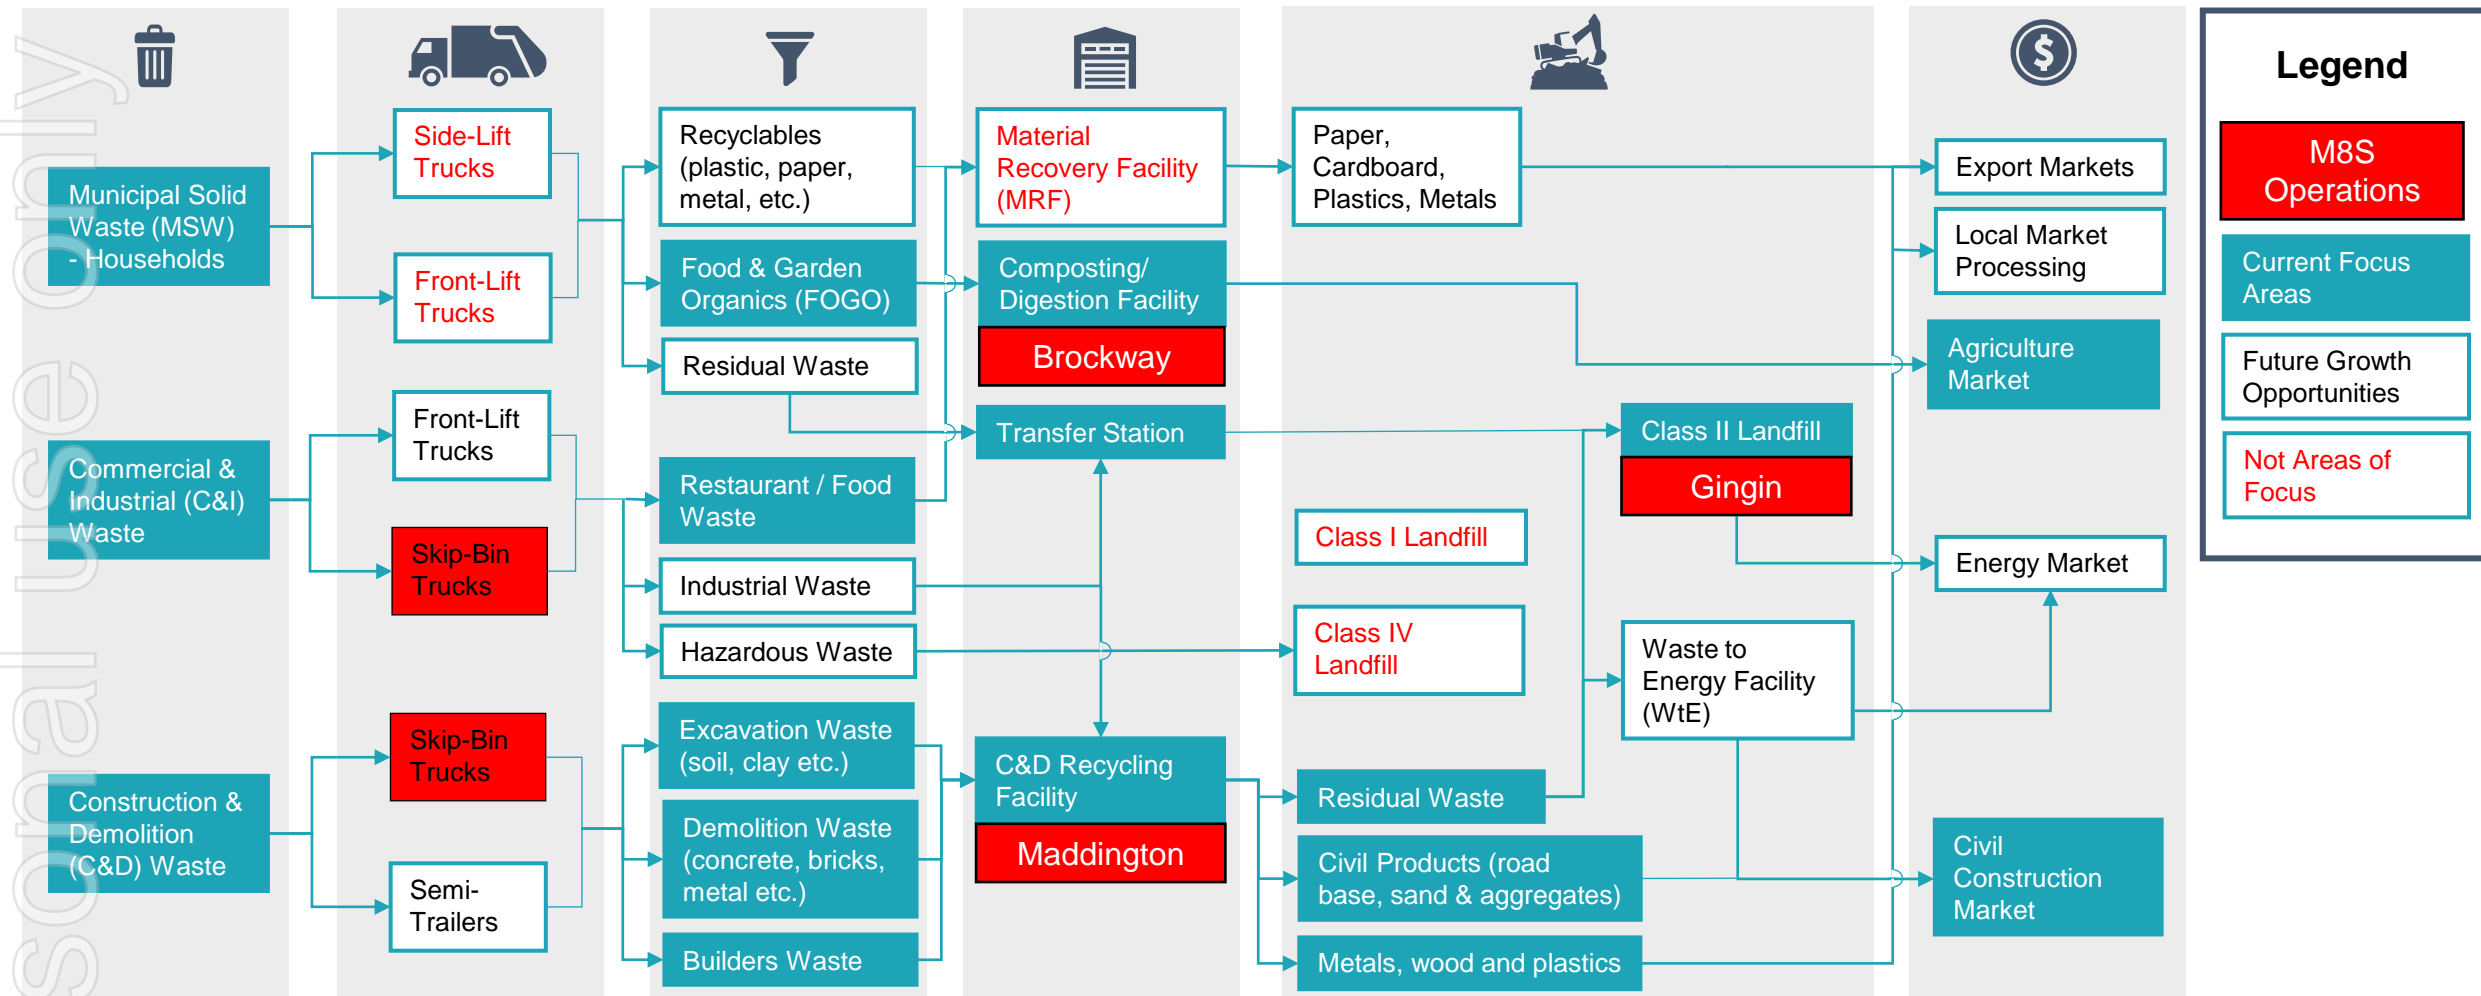 Municipal Solid
Waste (MSW)
- Households
Commercial &
Industrial (C&I)
Waste
Construction &
Demolition
(C&D) Waste
Side-Lift
Trucks
Front-Lift
Trucks
Front-Lift
Trucks
Skip-Bin
Trucks
Skip-Bin
Trucks
Semi-
Trailers
Recyclables
(plastic, paper,
metal, etc.)
Food & Garden
Organics (FOGO)
Residual Waste
Restaurant / Food
Waste
Industrial Waste
Hazardous Waste
Excavation Waste
(soil, clay etc.)
Demolition Waste
(concrete, bricks,
metal etc.)
Builders Waste
Material
Recovery Facility
(MRF)
Composting/
Digestion Facility
Brockway
Transfer Station
C&D Recycling
Facility
Maddington
Paper,
Cardboard,
Plastics, Metals
Class II Landfill
Gingin
Class I Landfill
Class IV
Landfill
Waste to
Energy Facility
(WtE)
Residual Waste
Civil Products (road
base, sand & aggregates)
Metals, wood and plastics
$
Export Markets
Local Market
Processing
Agriculture
Market
Energy Market
Civil
Construction
Market
Legend
M8S
Operations
Current Focus
Areas
Future Growth
Opportunities
Not Areas of
Focus
sonal use only